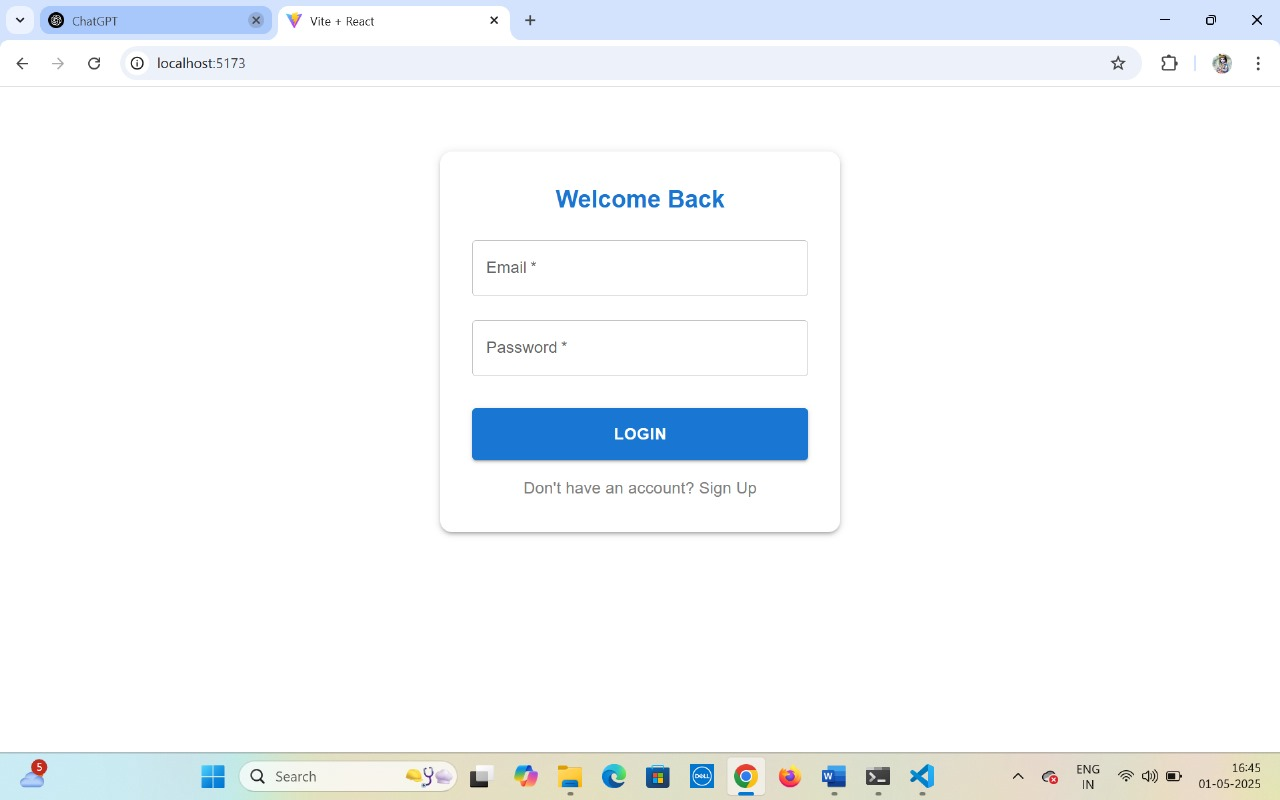 ChatGPT
Vite + React
localhost:5173
Welcome Back
Email *
Password *
LOGIN
Don't have an account? Sign Up
5
Search
DELL
W
ENG
IN
16:45
01-05-2025